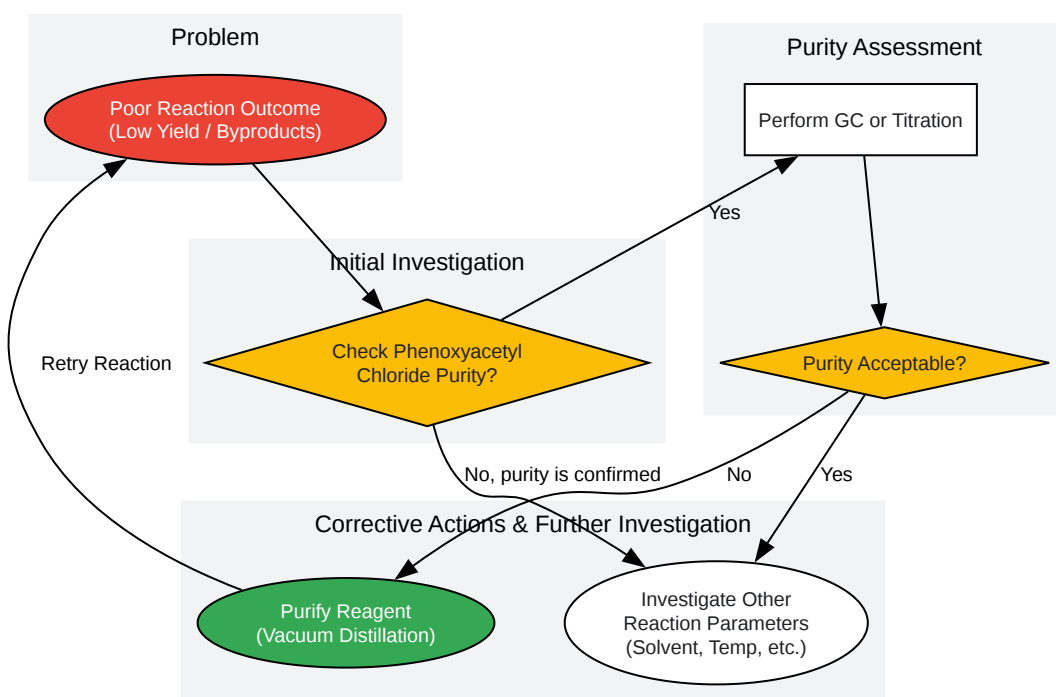 Problem
Poor Reaction Outcome
(Low Yield / Byproducts)
Purity Assessment
Perform GC or Titration
Yes
Initial Investigation
Check Phenoxyacetyl
Chloride Purity?
Retry Reaction
Purity Acceptable?
No, purity is confirmed
No
Yes
Corrective Actions & Further Investigation
Purify Reagent
(Vacuum Distillation)
Investigate Other
Reaction Parameters
(Solvent, Temp, etc.)